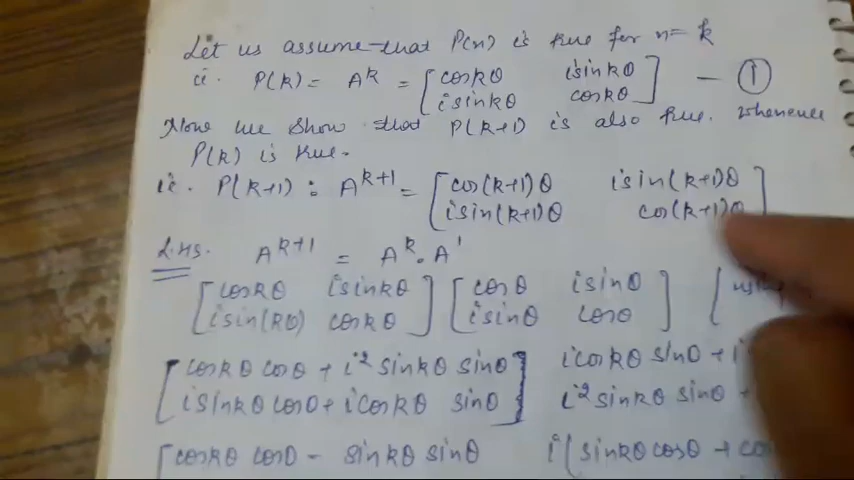 Let us assume that P(n) is true for n = k
ie. P(k) = A^k = [cos kθ   i sin kθ] — ①
[i sin kθ   cos kθ]
Now we show that P(k+1) is also true. whenever
P(k) is true.
ie. P(k+1) : A^k+1 = [cos(k+1)θ   i sin(k+1)θ]
[i sin(k+1)θ   cos(k+1)θ]
L.HS. A^k+1 = A^k . A^1
[cos kθ   i sin kθ] [cos θ   i sin θ] [
[i sin(kθ)   cos kθ] [i sin θ   cos θ]
[cos kθ cos θ + i² sin kθ sin θ]   i cos kθ sin θ + i
[i sin kθ cos θ + i cos kθ sin θ]   i² sin kθ sin θ +
[cos kθ cos θ - sin kθ sin θ   i(sin kθ cos θ + cos